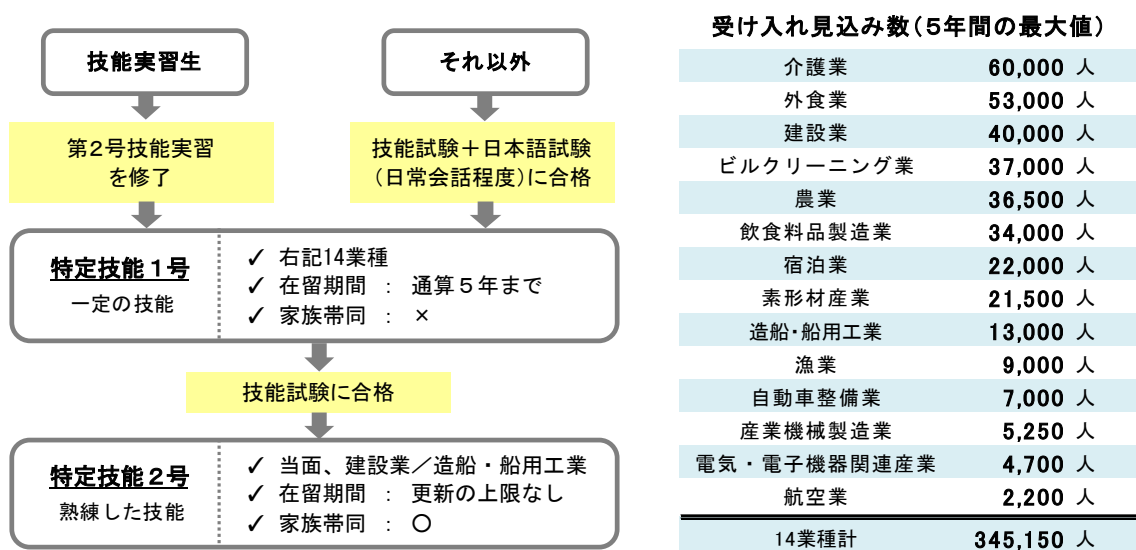 技能実習生
それ以外
第2号技能実習
を修了
技能試験+日本語試験
(日常会話程度)に合格
特定技能1号
一定の技能
✓ 右記14業種
✓ 在留期間 : 通算5年まで
✓ 家族帯同 : ×
技能試験に合格
特定技能2号
熟練した技能
✓ 当面、建設業/造船・舶用工業
✓ 在留期間 : 更新の上限なし
✓ 家族帯同 : 〇
受け入れ見込み数(5年間の最大値)
介護業 60,000 人
外食業 53,000 人
建設業 40,000 人
ビルクリーニング業 37,000 人
農業 36,500 人
飲食料品製造業 34,000 人
宿泊業 22,000 人
素形材産業 21,500 人
造船・舶用工業 13,000 人
漁業 9,000 人
自動車整備業 7,000 人
産業機械製造業 5,250 人
電気・電子機器関連産業 4,700 人
航空業 2,200 人
14業種計 345,150 人